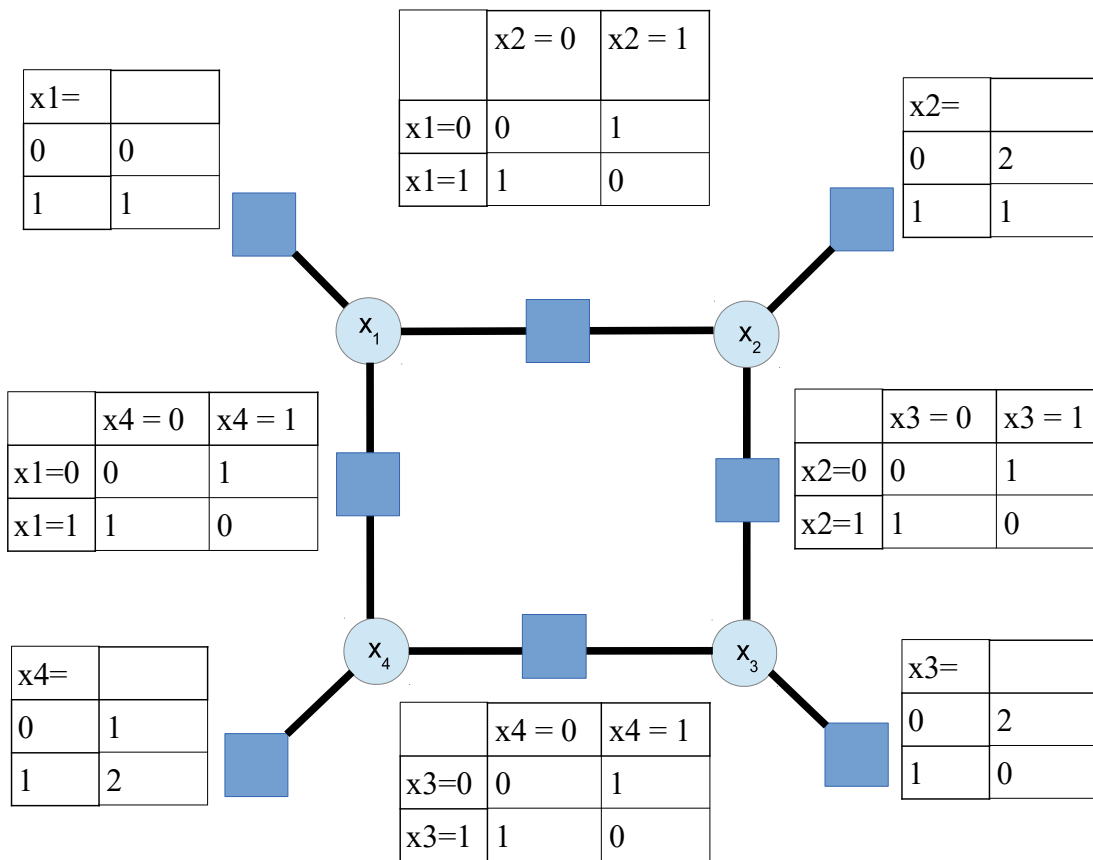 x2 = 0 x2 = 1
x1=0 0 1
x1=1 1 0
x1=
0 0
1 1
x2=
0 2
1 1
x1
x2
x4 = 0 x4 = 1
x1=0 0 1
x1=1 1 0
x3 = 0 x3 = 1
x2=0 0 1
x2=1 1 0
x4
x3
x4=
0 1
1 2
x4 = 0 x4 = 1
x3=0 0 1
x3=1 1 0
x3=
0 2
1 0